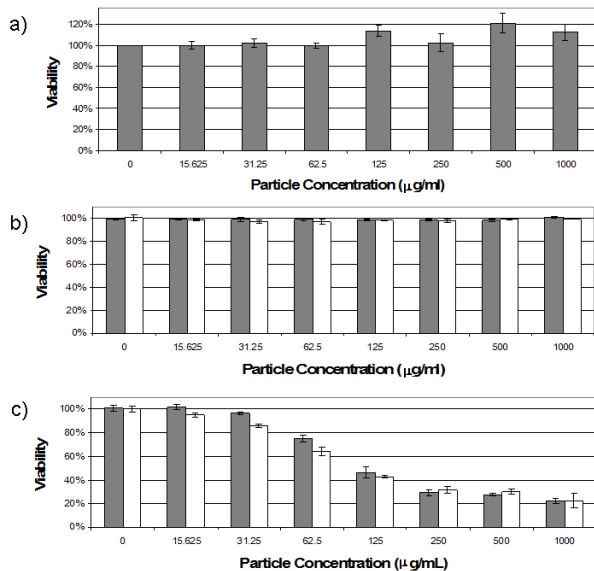 a)
120%
100%
80%
60%
40%
20%
0%
Viability
0 15.625 31.25 62.5 125 250 500 1000
Particle Concentration (μg/ml)
b)
100%
80%
60%
40%
20%
0%
Viability
0 15.625 31.25 62.5 125 250 500 1000
Particle Concentration (μg/ml)
c)
100%
80%
60%
40%
20%
0%
Viability
0 15.625 31.25 62.5 125 250 500 1000
Particle Concentration (μg/mL)